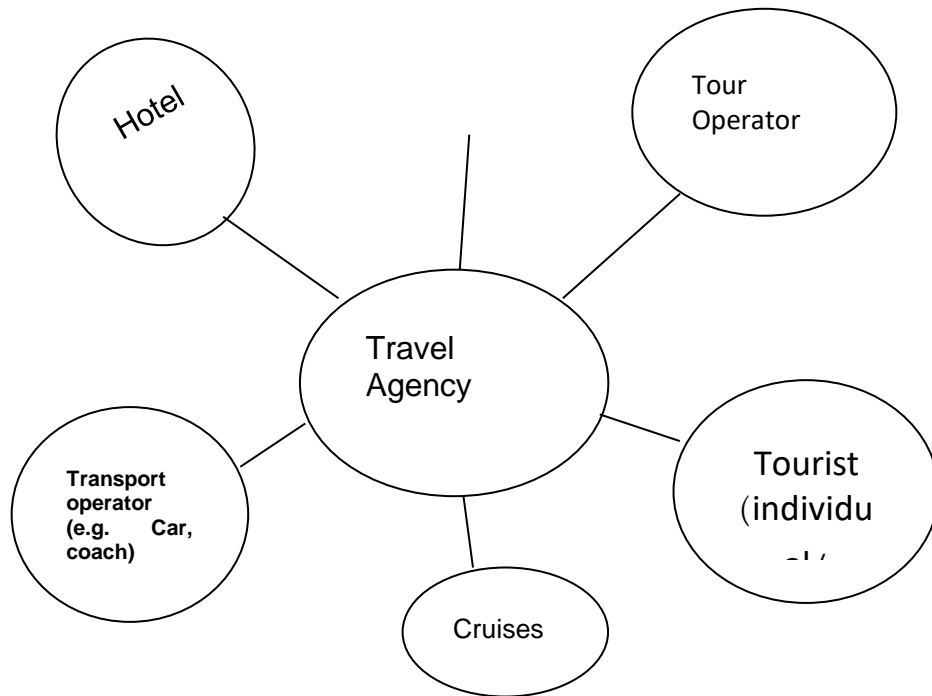 Hotel
Tour
Operator
Travel
Agency
Transport
operator
(e.g. Car,
coach)
Tourist
(individu
Cruises